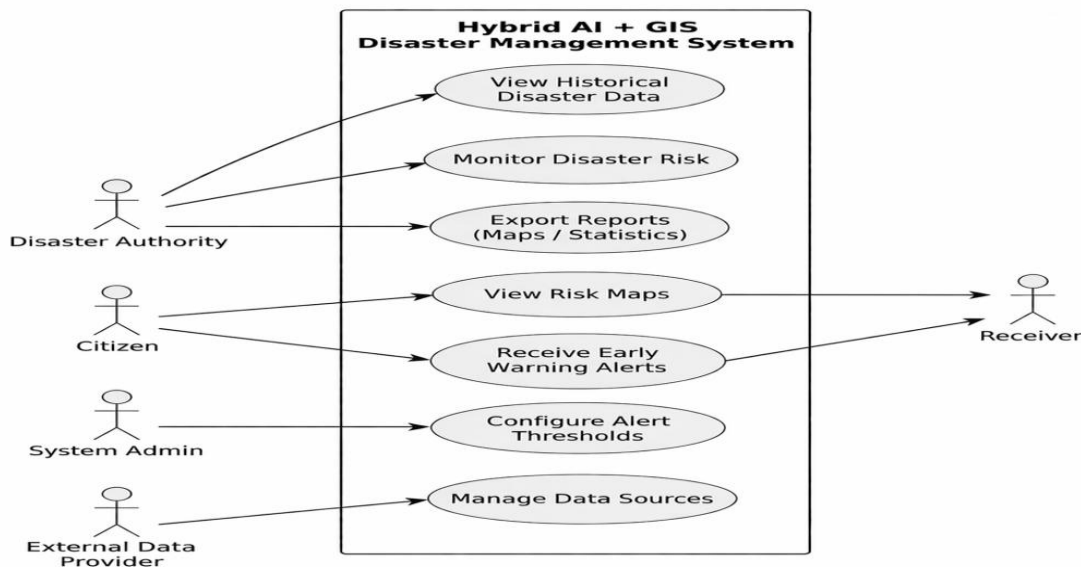 Hybrid AI + GIS
Disaster Management System
View Historical
Disaster Data
Monitor Disaster Risk
Disaster Authority
Export Reports
(Maps / Statistics)
View Risk Maps
Citizen
Receiver
Receive Early
Warning Alerts
System Admin
Configure Alert
Thresholds
Manage Data Sources
External Data
Provider